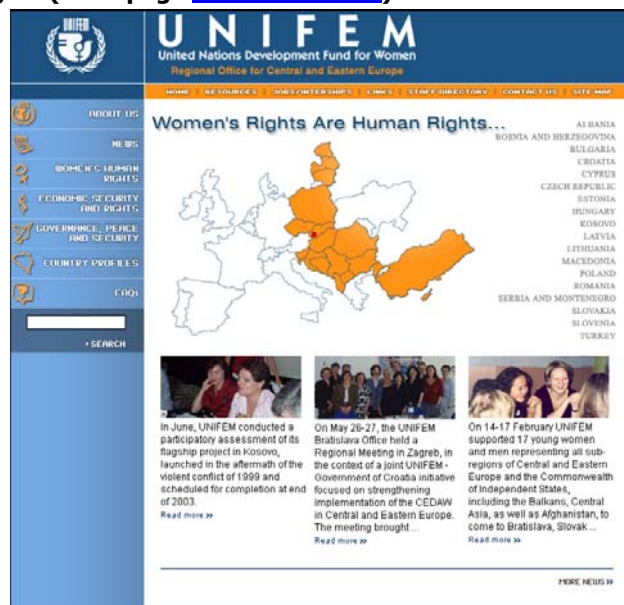 UNIFEM
UNIFEM
United Nations Development Fund for Women
Regional Office for Central and Eastern Europe
HOME | RESOURCES | JOBS/INTERSHIPS | LINKS | STAFF DIRECTORY | CONTACT US | SITE MAP
ABOUT US
NEWS
WOMEN'S HUMAN
RIGHTS
ECONOMIC SECURITY
AND RIGHTS
GOVERNANCE, PEACE
AND SECURITY
COUNTRY PROFILES
FAQs
SEARCH
Women's Rights Are Human Rights...
ALBANIA
BOSNIA AND HERZEGOVINA
BULGARIA
CROATIA
CYPRUS
CZECH REPUBLIC
ESTONIA
HUNGARY
KOSOVO
LATVIA
LITHUANIA
MACEDONIA
POLAND
ROMANIA
SERBIA AND MONTENEGRO
SLOVAKIA
SLOVENIA
TURKEY
In June, UNIFEM conducted a
participatory assessment of its
flagship project in Kosovo,
launched in the aftermath of the
violent conflict of 1999 and
scheduled for completion at end
of 2003.
Read more »
On May 26-27, the UNIFEM
Bratislava Office held a
Regional Meeting in Zagreb, in
the context of a joint UNIFEM -
Government of Croatia initiative
focused on strengthening
implementation of the CEDAW
in Central and Eastern Europe.
The meeting brought ...
Read more »
On 14-17 February UNIFEM
supported 17 young women
and men representing all sub-
regions of Central and Eastern
Europe and the Commonwealth
of Independent States,
including the Balkans, Central
Asia, as well as Afghanistan, to
come to Bratislava, Slovak ...
Read more »
MORE NEWS »